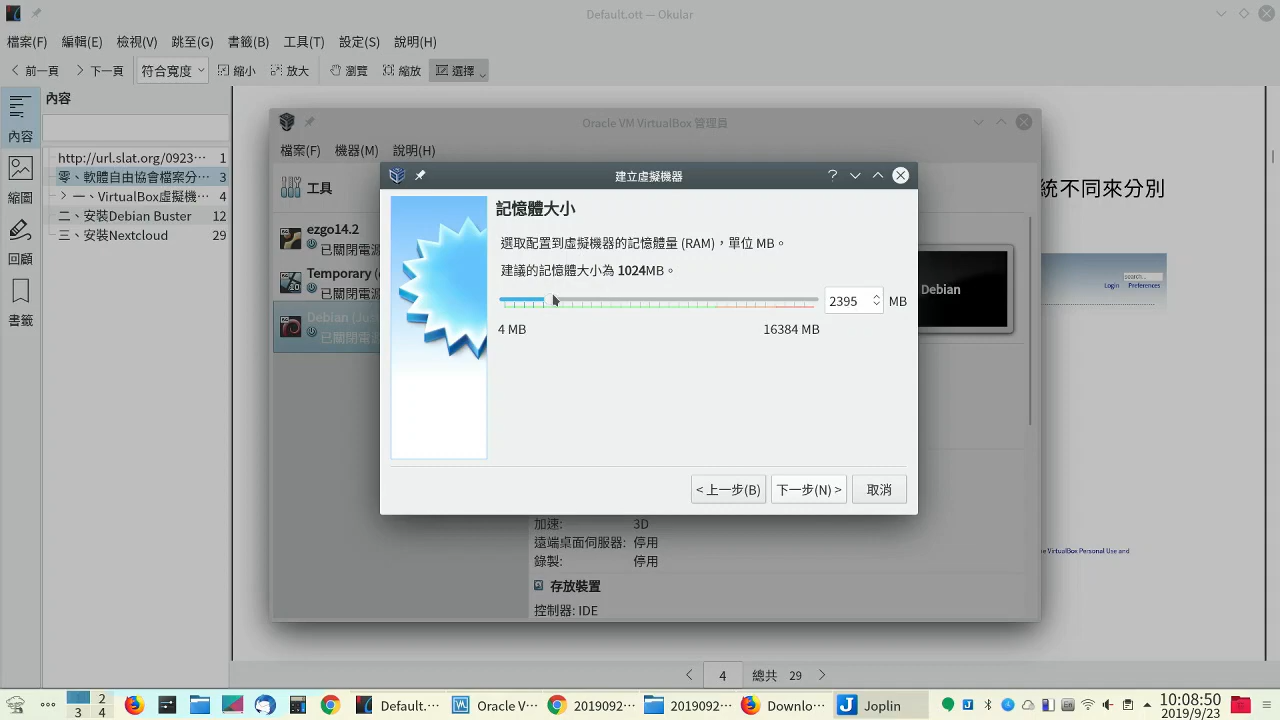 Default.ott — Okular
檔案(F) 編輯(E) 檢視(V) 跳至(G) 書籤(B) 工具(T) 設定(S) 說明(H)
前一頁 下一頁 符合寬度 縮小 放大 瀏覽 縮放 選擇
內容
內容
縮圖
回顧
書籤
http://url.slat.org/0923… 1
零、軟體自由協會檔案分… 3
一、VirtualBox虛擬機… 4
二、安裝Debian Buster 12
三、安裝Nextcloud 29
統不同來分別
search...
Login Preferences
e VirtualBox Personal Use and
Oracle VM VirtualBox 管理員
檔案(F) 機器(M) 說明(H)
工具
ezgo14.2
已關閉電源
Temporary (
已關閉電源
Debian (Ju
已關閉電源
Debian
建立虛擬機器
記憶體大小
選取配置到虛擬機器的記憶體量 (RAM)，單位 MB。
建議的記憶體大小為 1024MB。
2395 MB
4 MB 16384 MB
< 上一步(B) 下一步(N) > 取消
加速: 3D
遠端桌面伺服器: 停用
錄製: 停用
存放裝置
控制器: IDE
4 總共 29
2
3 4
Default.… Oracle V… 2019092… 2019092… Downlo… Joplin
10:08:50
2019/9/23